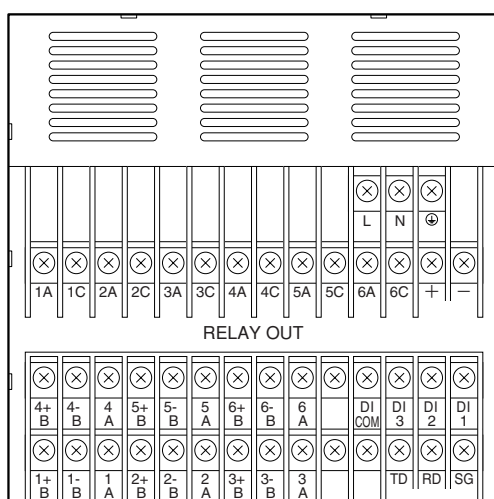 L N ⏚
1A 1C 2A 2C 3A 3C 4A 4C 5A 5C 6A 6C + −
RELAY OUT
4+ 4- 4 5+ 5- 5 6+ 6- 6 DI DI DI DI
B B A B B A B B A COM 3 2 1
1+ 1- 1 2+ 2- 2 3+ 3- 3 TD RD SG
B B A B B A B B A